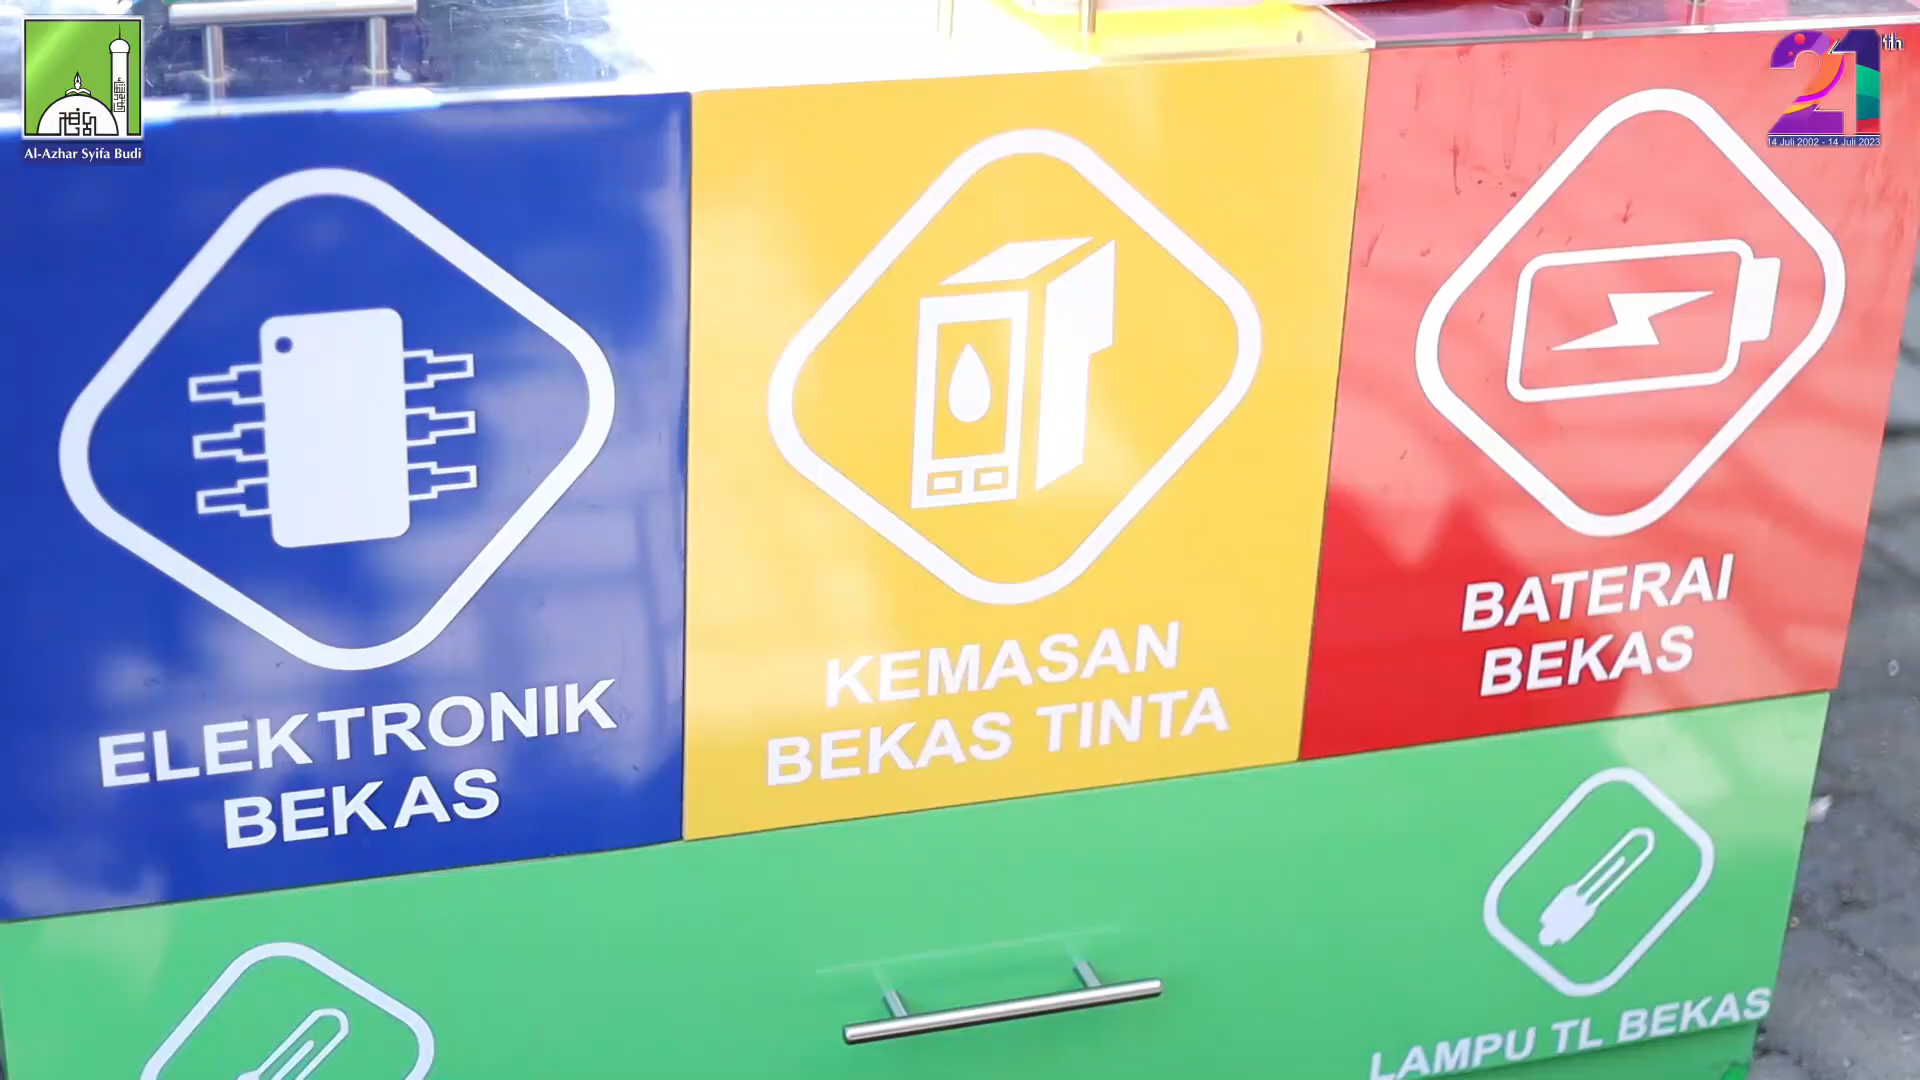 Al-Azhar Syifa Budi
21th
14 Juli 2002 - 14 Juli 2023
ELEKTRONIK
BEKAS
KEMASAN
BEKAS TINTA
BATERAI
BEKAS
LAMPU TL BEKAS